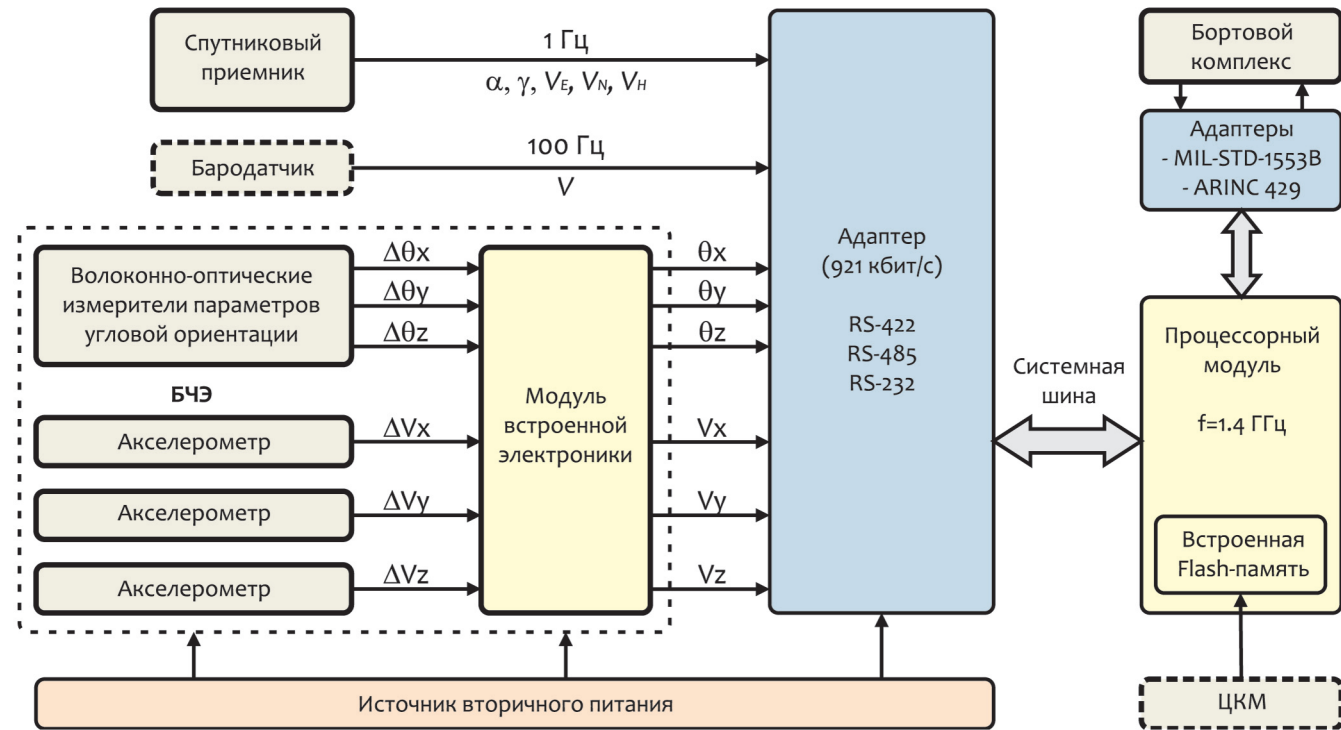 Спутниковый
приемник
1 Гц
α, γ, VE, VN, VH
Бародатчик
100 Гц
V
Волоконно-оптические
измерители параметров
угловой ориентации
Δθx
Δθy
Δθz
БЧЭ
Акселерометр
ΔVx
Акселерометр
ΔVy
Акселерометр
ΔVz
Модуль
встроенной
электроники
θx
θy
θz
Vx
Vy
Vz
Адаптер
(921 кбит/с)
RS-422
RS-485
RS-232
Системная
шина
Бортовой
комплекс
Адаптеры
- MIL-STD-1553B
- ARINC 429
Процессорный
модуль
f=1.4 ГГц
Встроенная
Flash-память
Источник вторичного питания
ЦКМ